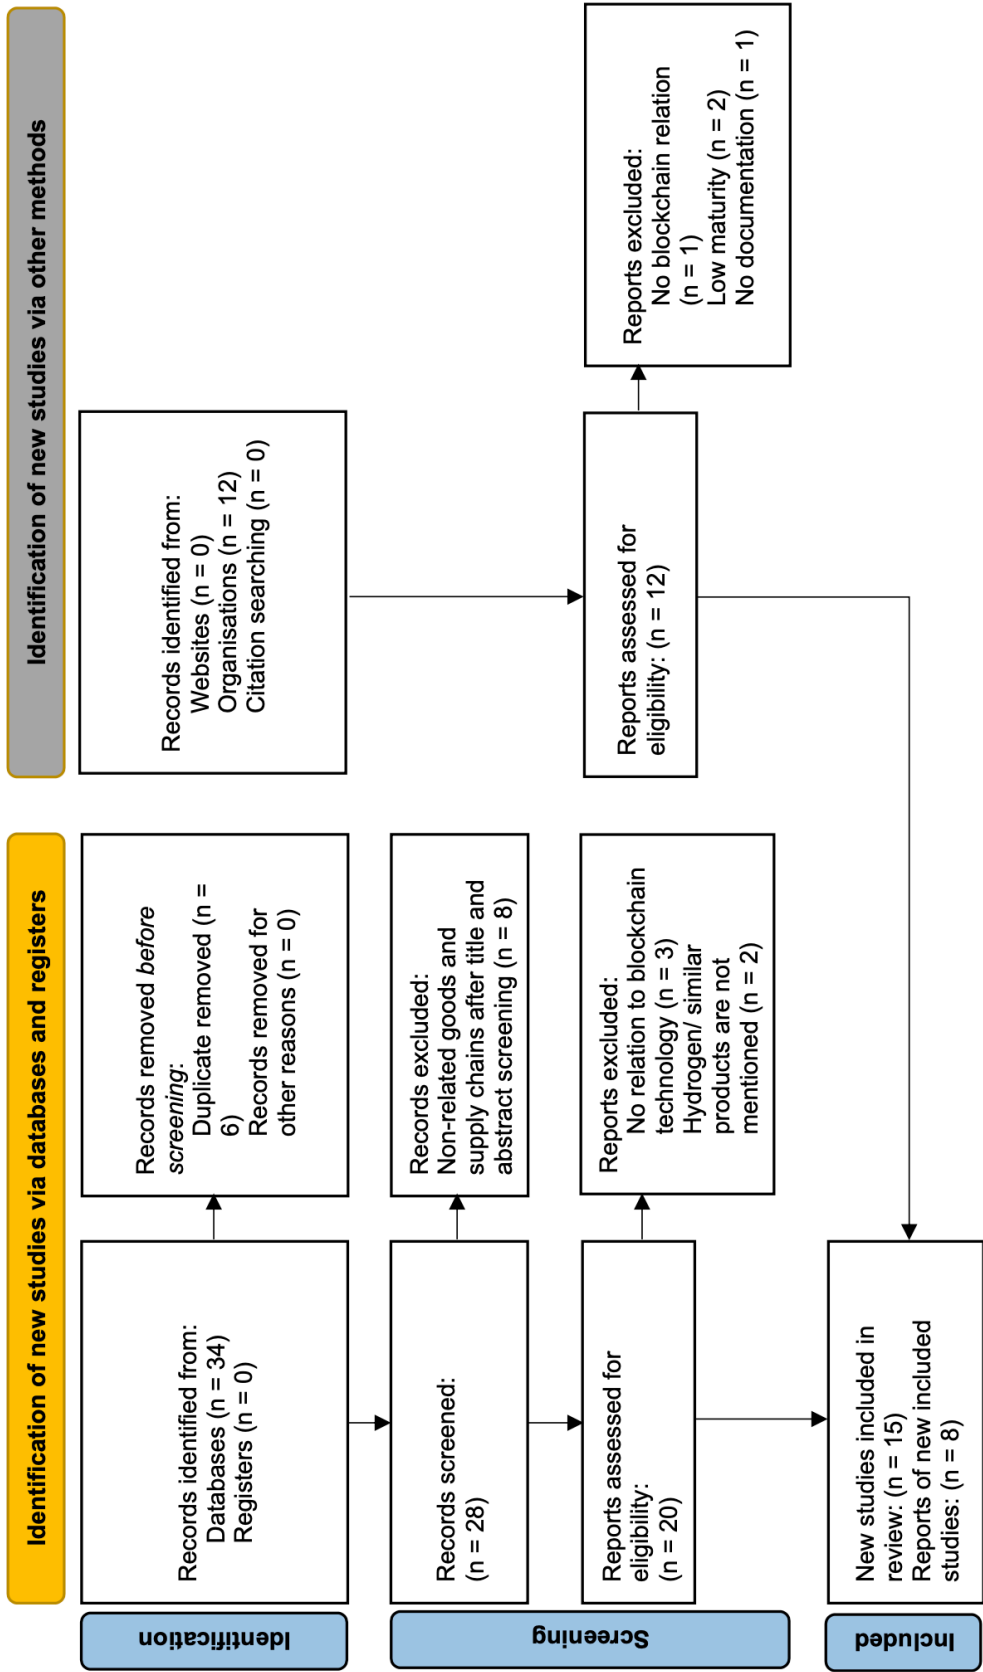 Identification of new studies via databases and registers
Identification of new studies via other methods
Identification
Records identified from:
Databases (n = 34)
Registers (n = 0)
Records removed before
screening:
Duplicate removed (n =
6)
Records removed for
other reasons (n = 0)
Records identified from:
Websites (n = 0)
Organisations (n = 12)
Citation searching (n = 0)
Screening
Records screened:
(n = 28)
Records excluded:
Non-related goods and
supply chains after title and
abstract screening (n = 8)
Reports assessed for
eligibility:
(n = 20)
Reports excluded:
No relation to blockchain
technology (n = 3)
Hydrogen/ similar
products are not
mentioned (n = 2)
Reports assessed for
eligibility: (n = 12)
Reports excluded:
No blockchain relation
(n = 1)
Low maturity (n = 2)
No documentation (n = 1)
Included
New studies included in
review: (n = 15)
Reports of new included
studies: (n = 8)